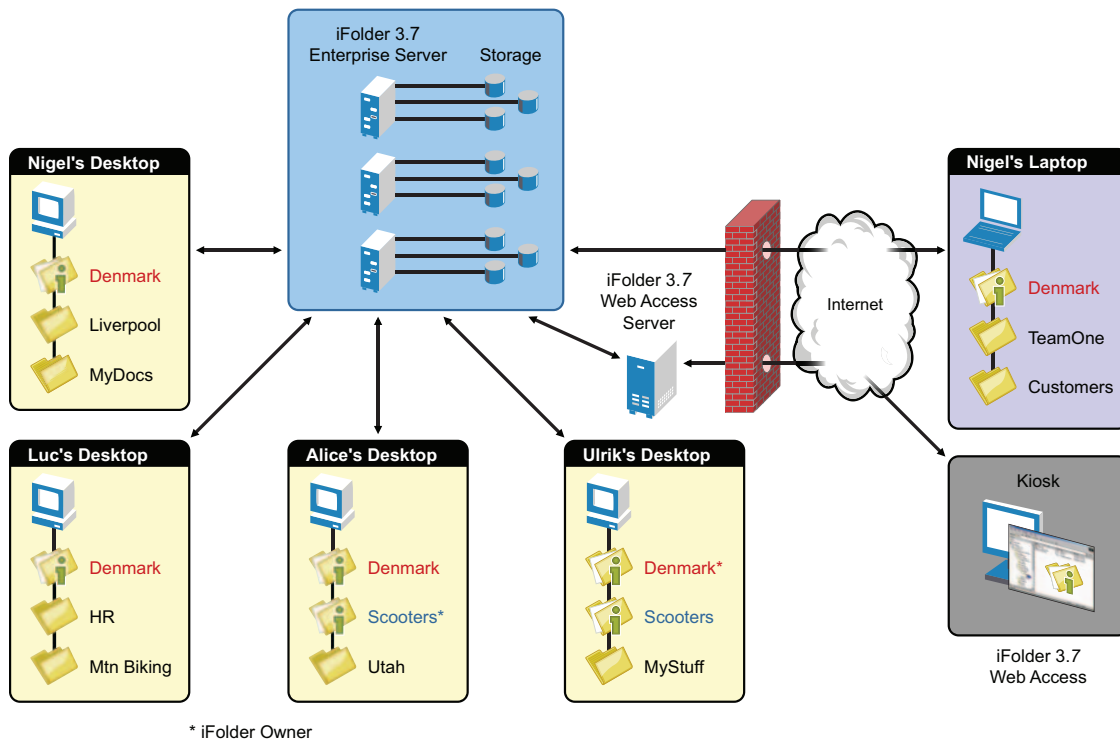 iFolder 3.7
Enterprise Server
Storage
Nigel's Desktop
Denmark
Liverpool
MyDocs
iFolder 3.7
Web Access
Server
Internet
Nigel's Laptop
Denmark
TeamOne
Customers
Luc's Desktop
Denmark
HR
Mtn Biking
Alice's Desktop
Denmark
Scooters*
Utah
Ulrik's Desktop
Denmark*
Scooters
MyStuff
Kiosk
iFolder 3.7
Web Access
* iFolder Owner